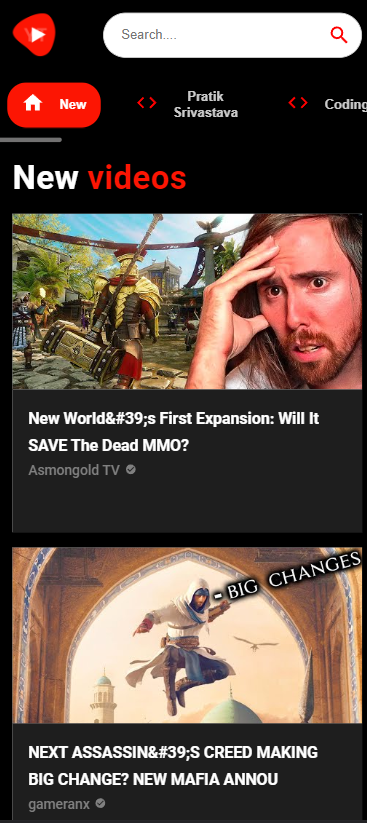 Search....
New
Pratik
Srivastava
Coding
New videos
New World&#39;s First Expansion: Will It
SAVE The Dead MMO?
Asmongold TV
- BIG CHANGES
NEXT ASSASSIN&#39;S CREED MAKING
BIG CHANGE? NEW MAFIA ANNOU
gameranx